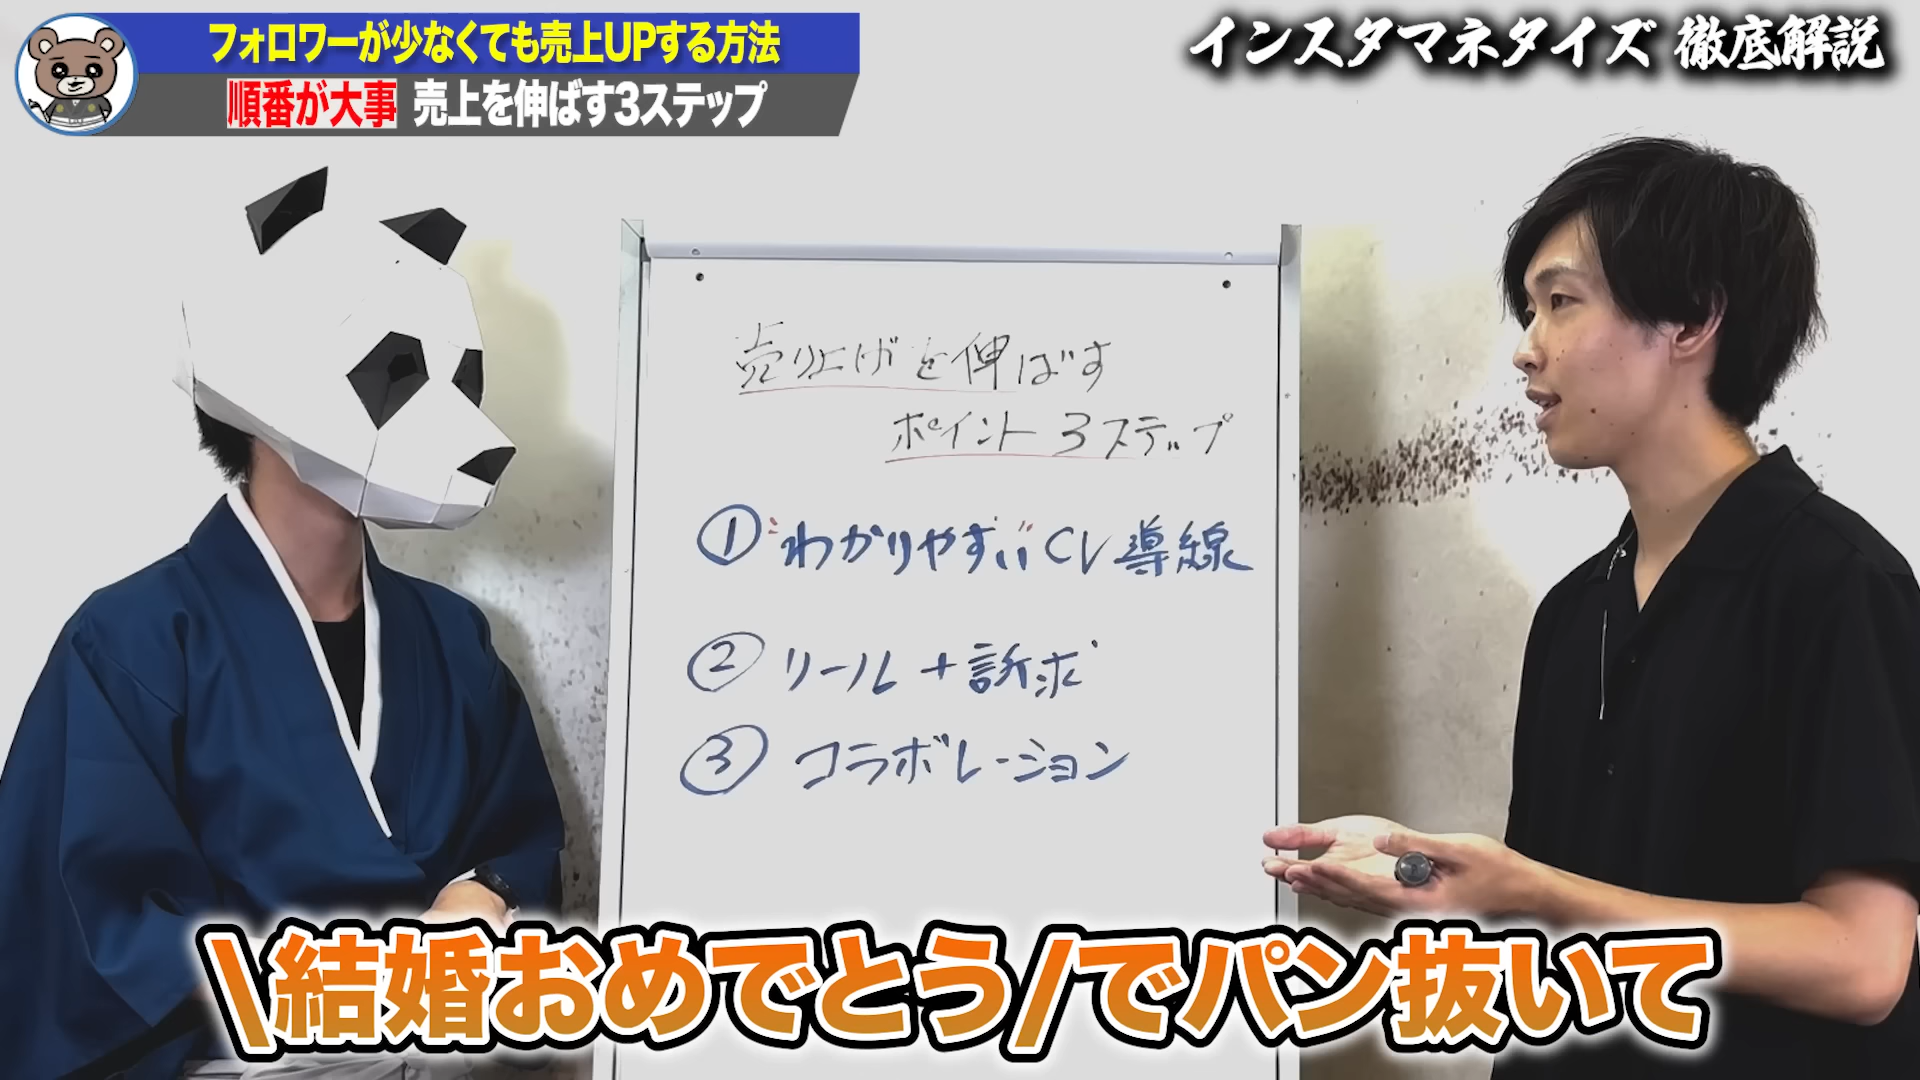 フォロワーが少なくても売上UPする方法
順番が大事 売上を伸ばす3ステップ
インスタマネタイズ 徹底解説
売り上げを伸ばす
ポイント 3ステップ
① わかりやすいCV導線
② リール+訴求
③ コラボレーション
\結婚おめでとう/でパン抜いて